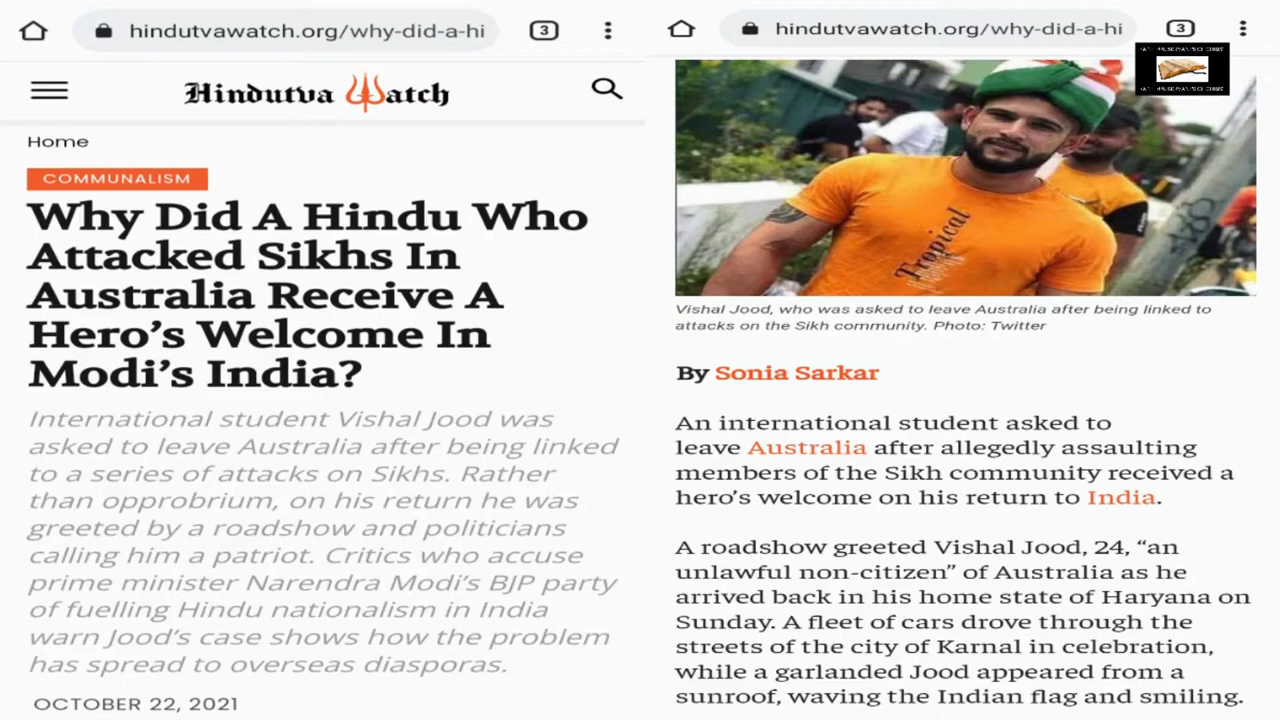 hindutvawatch.org/why-did-a-hi
3
Hindutva Watch
Home
COMMUNALISM
Why Did A Hindu Who
Attacked Sikhs In
Australia Receive A
Hero's Welcome In
Modi's India?
International student Vishal Jood was
asked to leave Australia after being linked
to a series of attacks on Sikhs. Rather
than opprobrium, on his return he was
greeted by a roadshow and politicians
calling him a patriot. Critics who accuse
prime minister Narendra Modi's BJP party
of fuelling Hindu nationalism in India
warn Jood's case shows how the problem
has spread to overseas diasporas.
OCTOBER 22, 2021
hindutvawatch.org/why-did-a-hi
3
Tropical
Vishal Jood, who was asked to leave Australia after being linked to
attacks on the Sikh community. Photo: Twitter
By Sonia Sarkar
An international student asked to
leave Australia after allegedly assaulting
members of the Sikh community received a
hero's welcome on his return to India.
A roadshow greeted Vishal Jood, 24, “an
unlawful non-citizen” of Australia as he
arrived back in his home state of Haryana on
Sunday. A fleet of cars drove through the
streets of the city of Karnal in celebration,
while a garlanded Jood appeared from a
sunroof, waving the Indian flag and smiling.